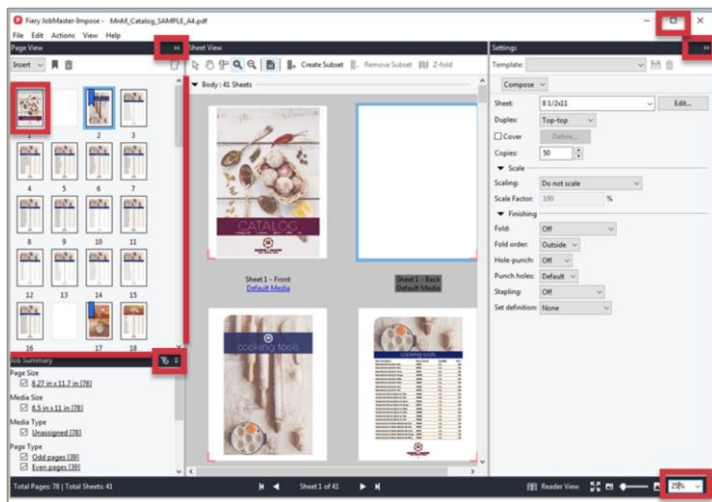 Fiery JobMaster-Impose - MnM_Catalog_SAMPLE_A4.pdf
File Edit Actions View Help
Page View
Sheet View
Settings
Insert
Create Subset
Remove Subset
Z-fold
Template:
Body : 41 Sheets
Compose
Sheet: 8 1/2x11 Edit...
Duplex: Top-top
Cover Define...
Copies: 50
Scale
Scaling: Do not scale
Scale Factor: 100 %
Finishing
Fold: Off
Fold order: Outside
Hole-punch: Off
Punch holes: Default
Stapling: Off
Set definition: None
1 2 3
4 5 6 7
8 9 10 11
12 13 14 15
16 17 18
CATALOG
Sheet 1 - Front
Default Media
Sheet 1 - Back
Default Media
cooking tools
cooking tools
Job Summary
Page Size
8.27 in x 11.7 in [78]
Media Size
8.5 in x 11 in [78]
Media Type
Unassigned [78]
Page Type
Odd pages [39]
Even pages [39]
Total Pages: 78 | Total Sheets: 41
Sheet 1 of 41
Reader View
25%